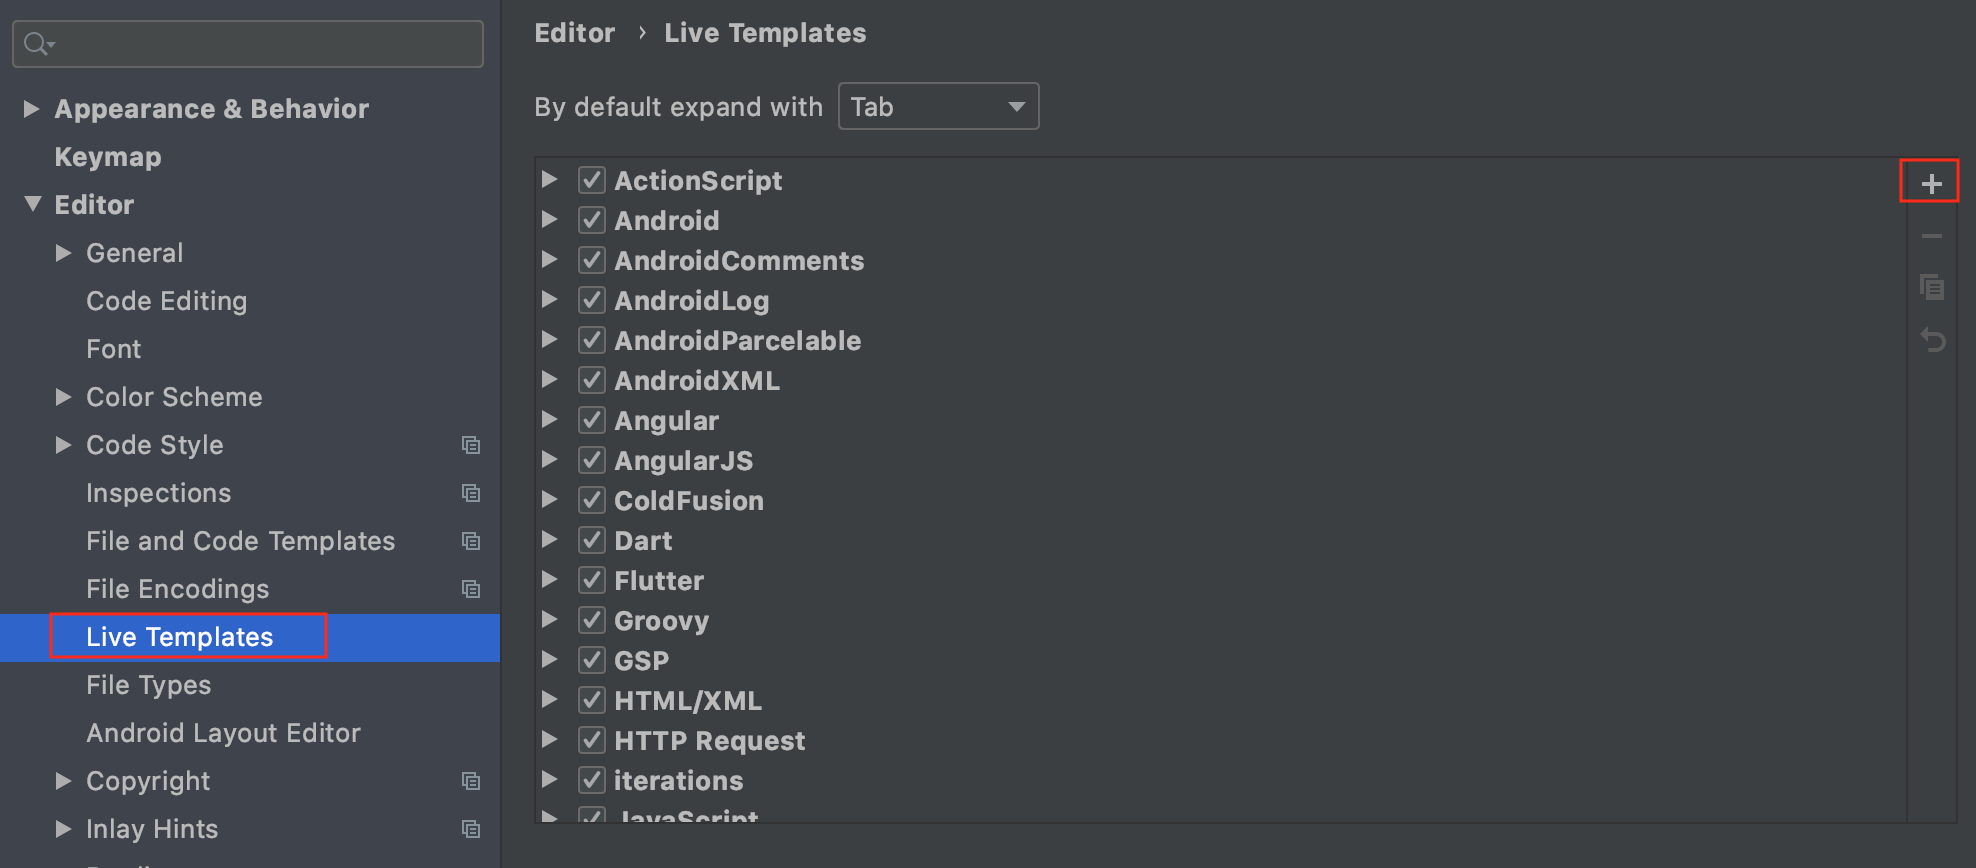 Appearance & Behavior
Keymap
Editor
General
Code Editing
Font
Color Scheme
Code Style
Inspections
File and Code Templates
File Encodings
Live Templates
File Types
Android Layout Editor
Copyright
Inlay Hints
Editor › Live Templates
By default expand with Tab
ActionScript
Android
AndroidComments
AndroidLog
AndroidParcelable
AndroidXML
Angular
AngularJS
ColdFusion
Dart
Flutter
Groovy
GSP
HTML/XML
HTTP Request
iterations
JavaScript